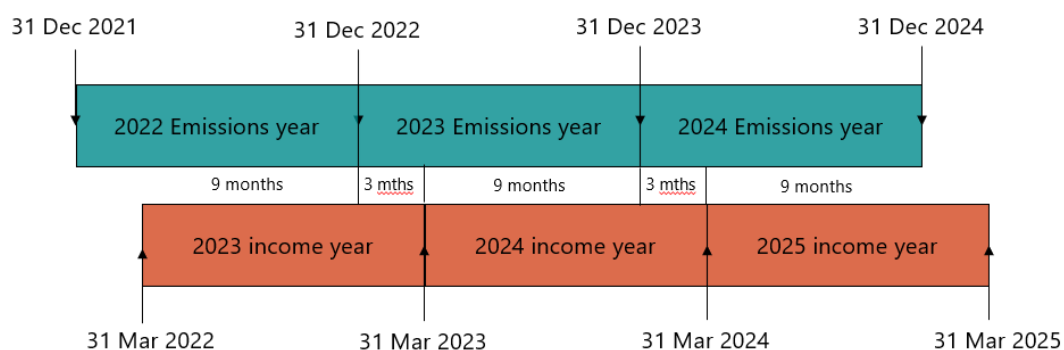 31 Dec 2021
31 Dec 2022
31 Dec 2023
31 Dec 2024
2022 Emissions year
2023 Emissions year
2024 Emissions year
9 months
3 mths
9 months
3 mths
9 months
2023 income year
2024 income year
2025 income year
31 Mar 2022
31 Mar 2023
31 Mar 2024
31 Mar 2025